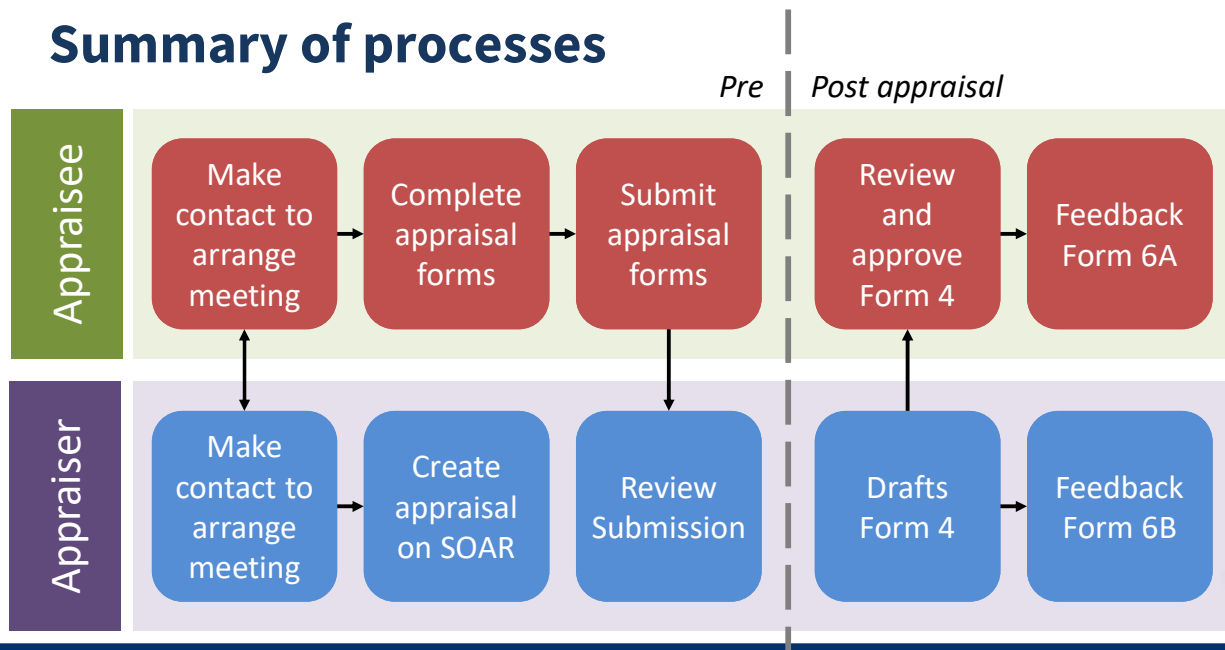 Summary of processes
Pre
Post appraisal
Appraisee
Make
contact to
arrange
meeting
Complete
appraisal
forms
Submit
appraisal
forms
Review
and
approve
Form 4
Feedback
Form 6A
Appraiser
Make
contact to
arrange
meeting
Create
appraisal
on SOAR
Review
Submission
Drafts
Form 4
Feedback
Form 6B